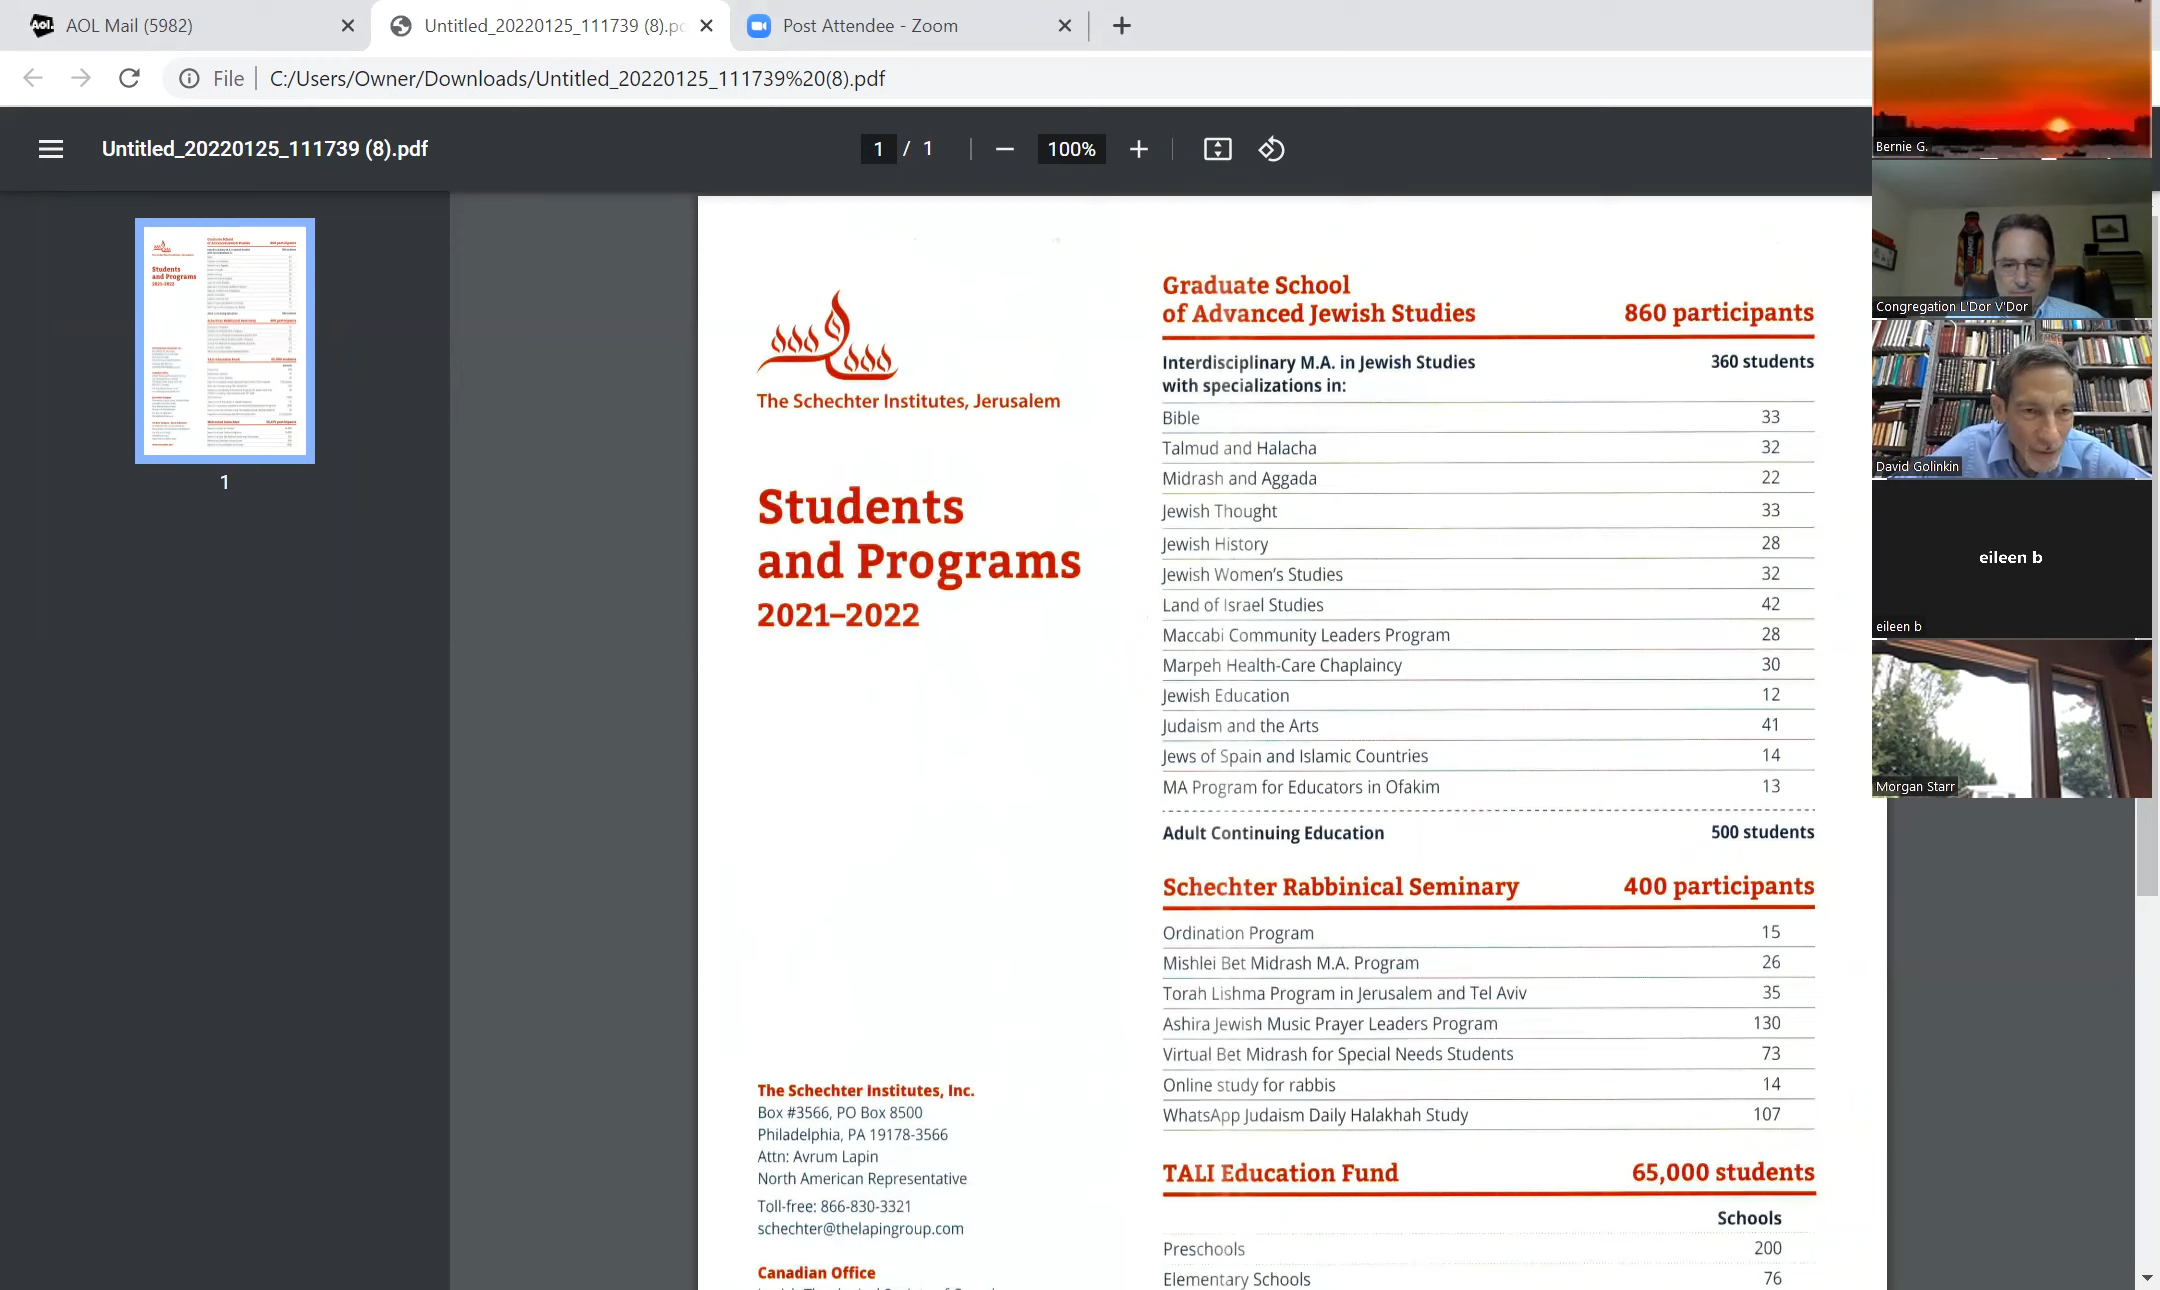 AOL Mail (5982)
Untitled_20220125_111739 (8).pd
Post Attendee - Zoom
File
C:/Users/Owner/Downloads/Untitled_20220125_111739%20(8).pdf
Untitled_20220125_111739 (8).pdf
1 / 1
100%
1
The Schechter Institutes, Jerusalem
Students
and Programs
2021–2022
The Schechter Institutes, Inc.
Box #3566, PO Box 8500
Philadelphia, PA 19178-3566
Attn: Avrum Lapin
North American Representative
Toll-free: 866-830-3321
schechter@thelapingroup.com
Canadian Office
Graduate School
of Advanced Jewish Studies 860 participants
Interdisciplinary M.A. in Jewish Studies 360 students
with specializations in:
Bible 33
Talmud and Halacha 32
Midrash and Aggada 22
Jewish Thought 33
Jewish History 28
Jewish Women's Studies 32
Land of Israel Studies 42
Maccabi Community Leaders Program 28
Marpeh Health-Care Chaplaincy 30
Jewish Education 12
Judaism and the Arts 41
Jews of Spain and Islamic Countries 14
MA Program for Educators in Ofakim 13
Adult Continuing Education 500 students
Schechter Rabbinical Seminary 400 participants
Ordination Program 15
Mishlei Bet Midrash M.A. Program 26
Torah Lishma Program in Jerusalem and Tel Aviv 35
Ashira Jewish Music Prayer Leaders Program 130
Virtual Bet Midrash for Special Needs Students 73
Online study for rabbis 14
WhatsApp Judaism Daily Halakhah Study 107
TALI Education Fund 65,000 students
Schools
Preschools 200
Elementary Schools 76
Bernie G.
Congregation L'Dor V'Dor
David Golinkin
eileen b
eileen b
Morgan Starr